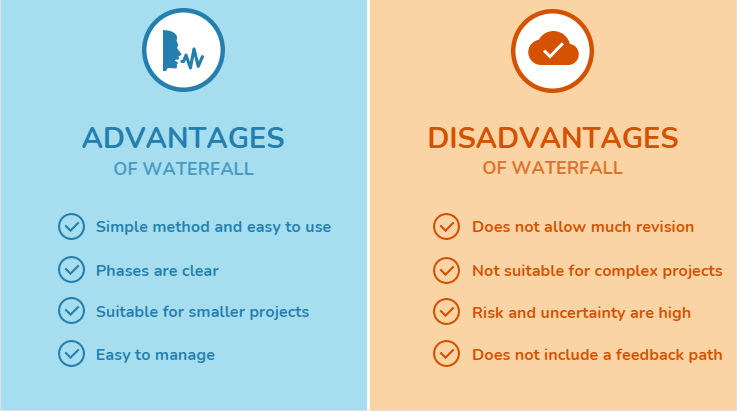 ADVANTAGES
OF WATERFALL
Simple method and easy to use
Phases are clear
Suitable for smaller projects
Easy to manage
DISADVANTAGES
OF WATERFALL
Does not allow much revision
Not suitable for complex projects
Risk and uncertainty are high
Does not include a feedback path